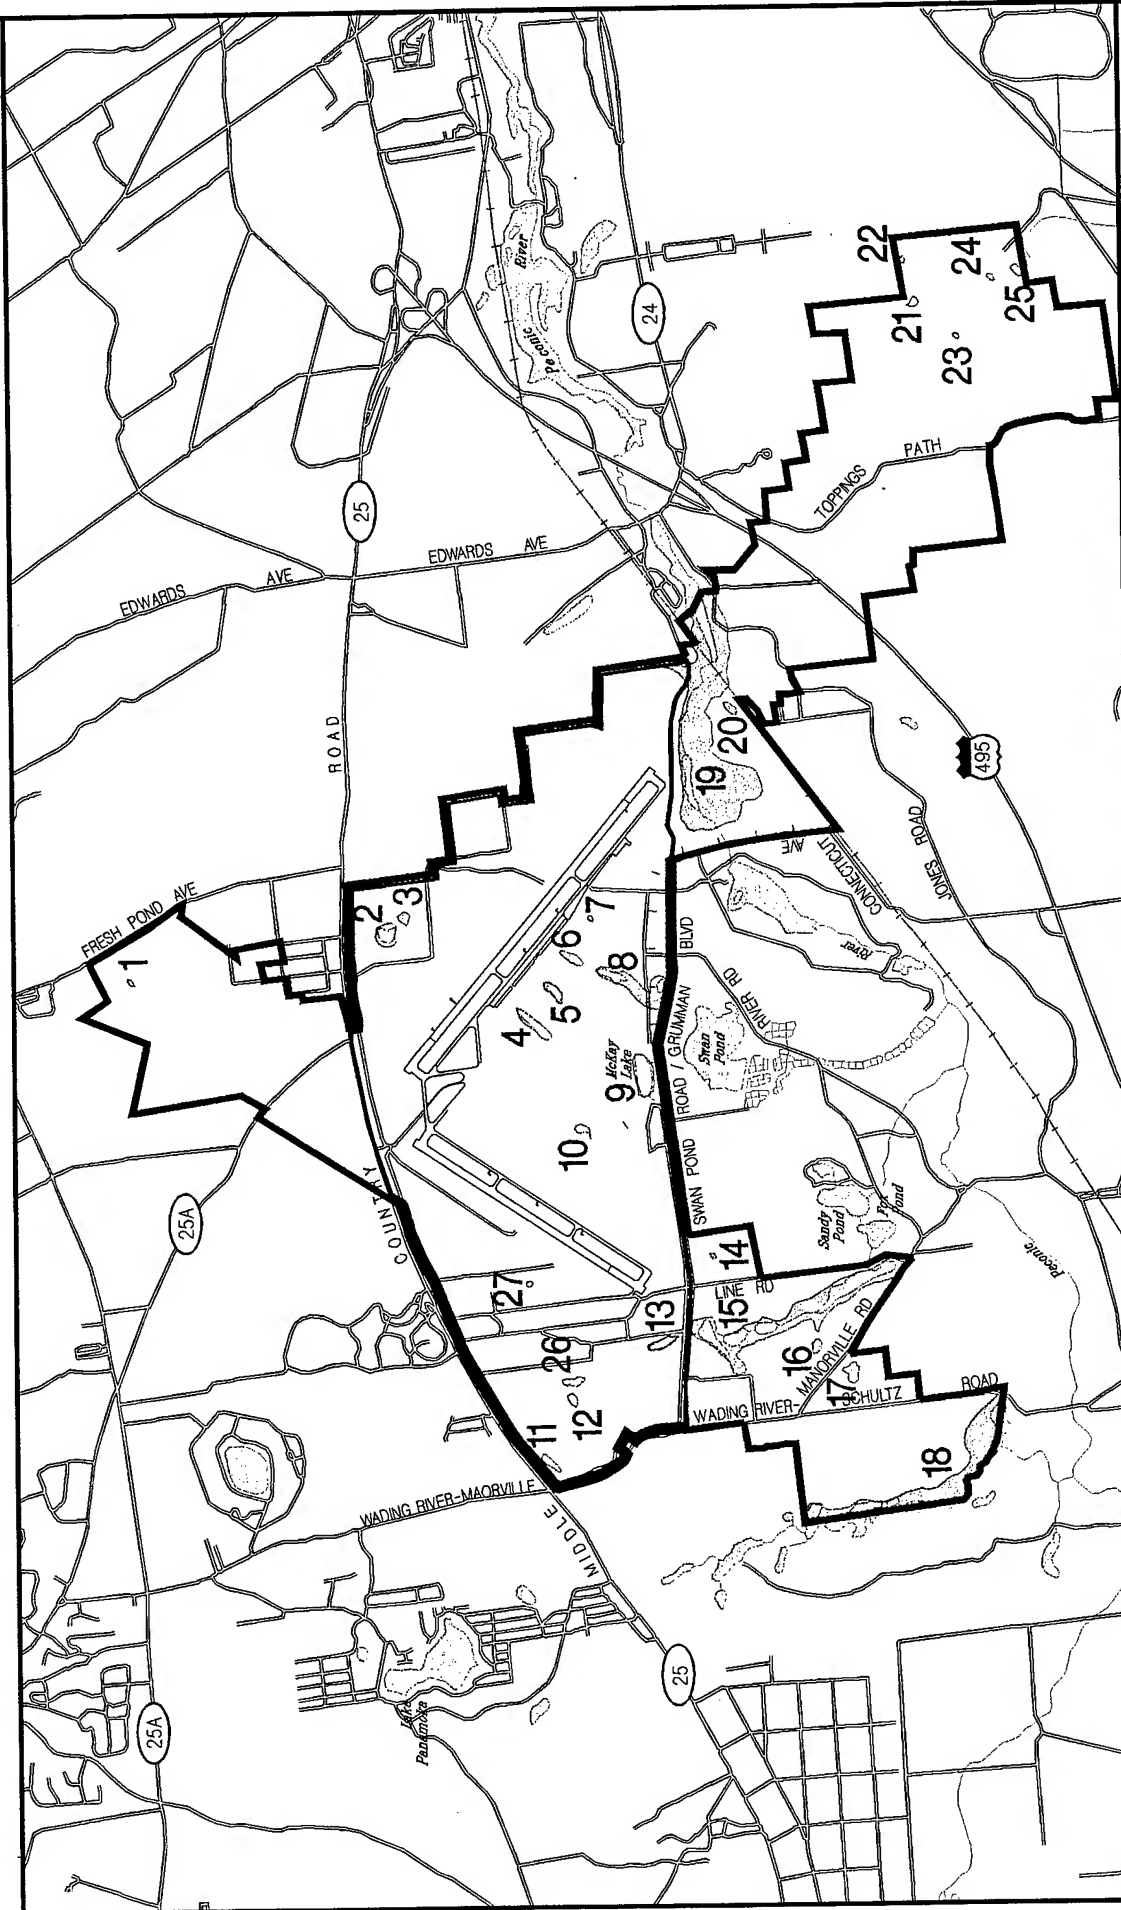 25A
25A
Lake
Panamoka
25
MIDDLE
COUNTRY
ROAD
WADING RIVER-MAORVILLE
FRESH POND AVE
1
EDWARDS
AVE
25
EDWARDS AVE
2
3
4
5
6
7
8
McKay
Lake
9
10
11
12
26
27
13
Peconic
River
24
SWAN POND
ROAD / GRUMMAN
BLVD
Swan
Pond
RIVER RD
14
LINE RD
15
16
17
WADING RIVER-
MANORVILLE RD
SCHULTZ
ROAD
18
Sandy
Pond
Fox
Pond
Peconic
River
CONNECTICUT
AVE
19
20
JONES ROAD
495
TOPPINGS
PATH
21
22
23
24
25